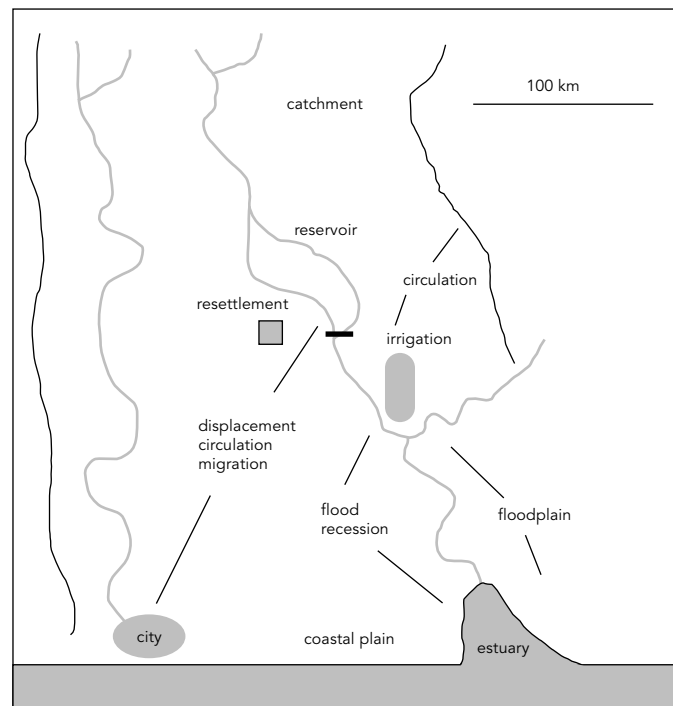 100 km
catchment
reservoir
circulation
resettlement
irrigation
displacement
circulation
migration
flood
recession
floodplain
city
coastal plain
estuary